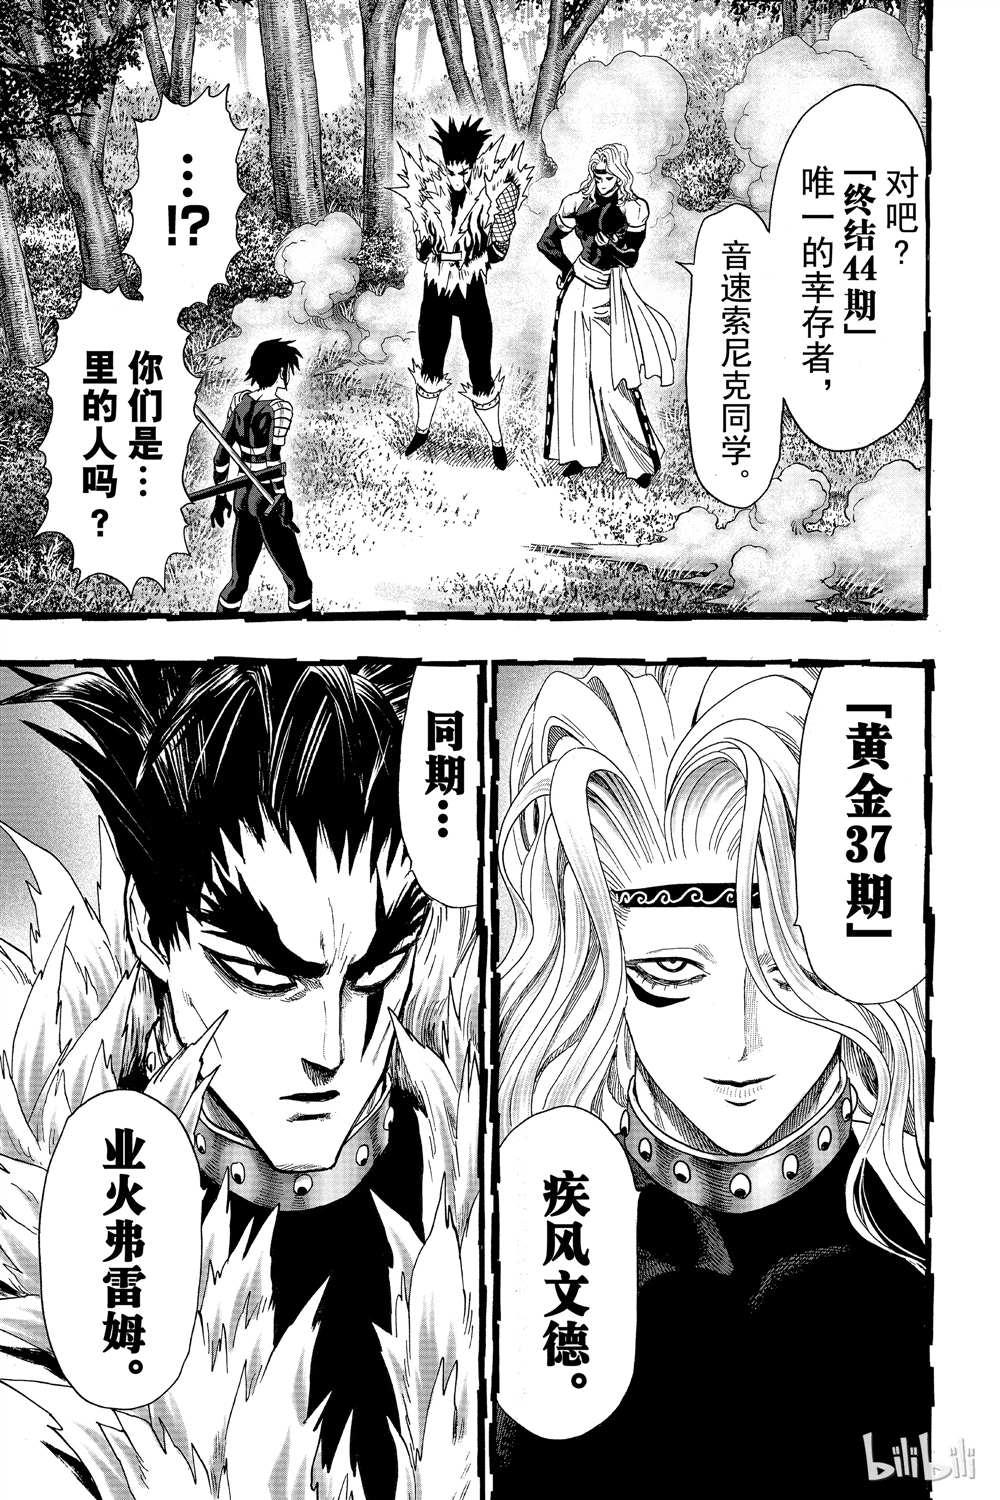 对吧？
「终结44期」
唯一的幸存者，
音速索尼克同学。
…!?
你们是…
里的人吗？
「黄金37期」
疾风文德。
同期…
业火弗雷姆。
bilibili